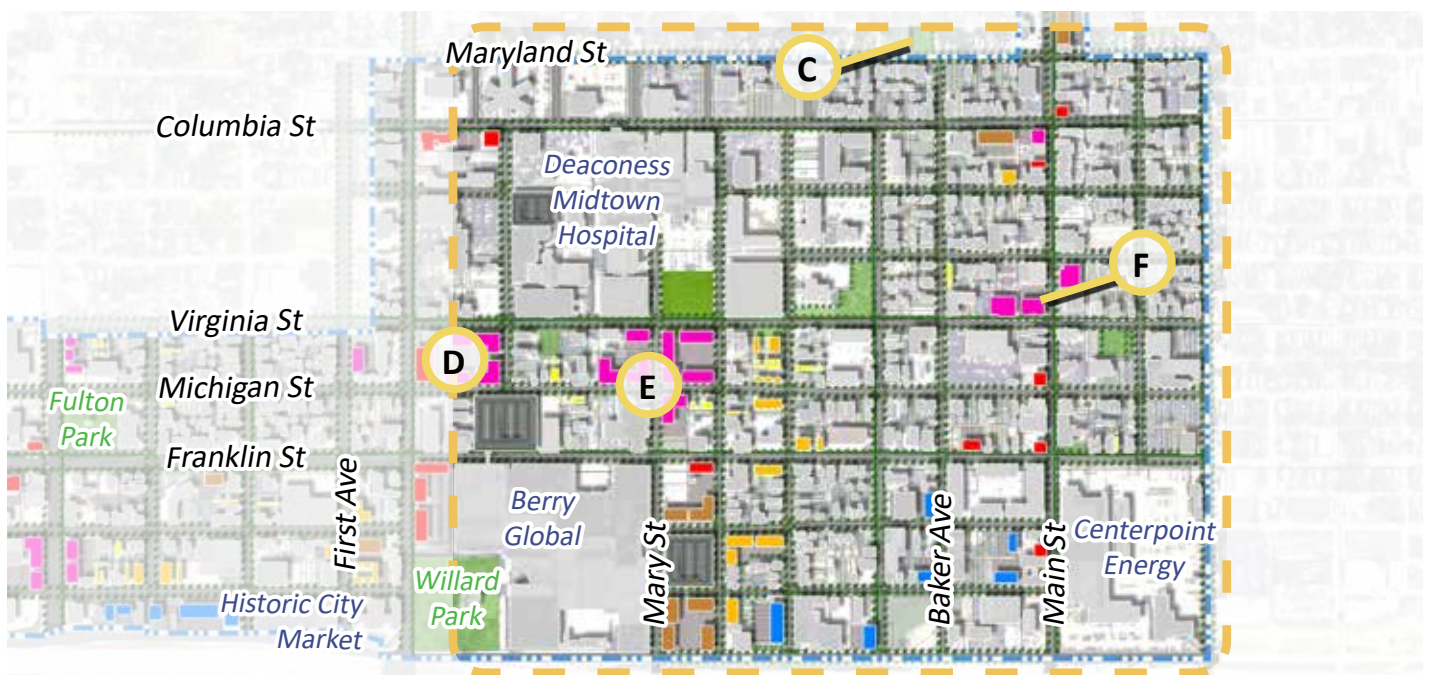 Maryland St
C
Columbia St
Deaconess
Midtown
Hospital
F
Virginia St
D
E
Michigan St
Fulton
Park
Franklin St
First Ave
Berry
Global
Mary St
Baker Ave
Main St
Centerpoint
Energy
Willard
Park
Historic City
Market